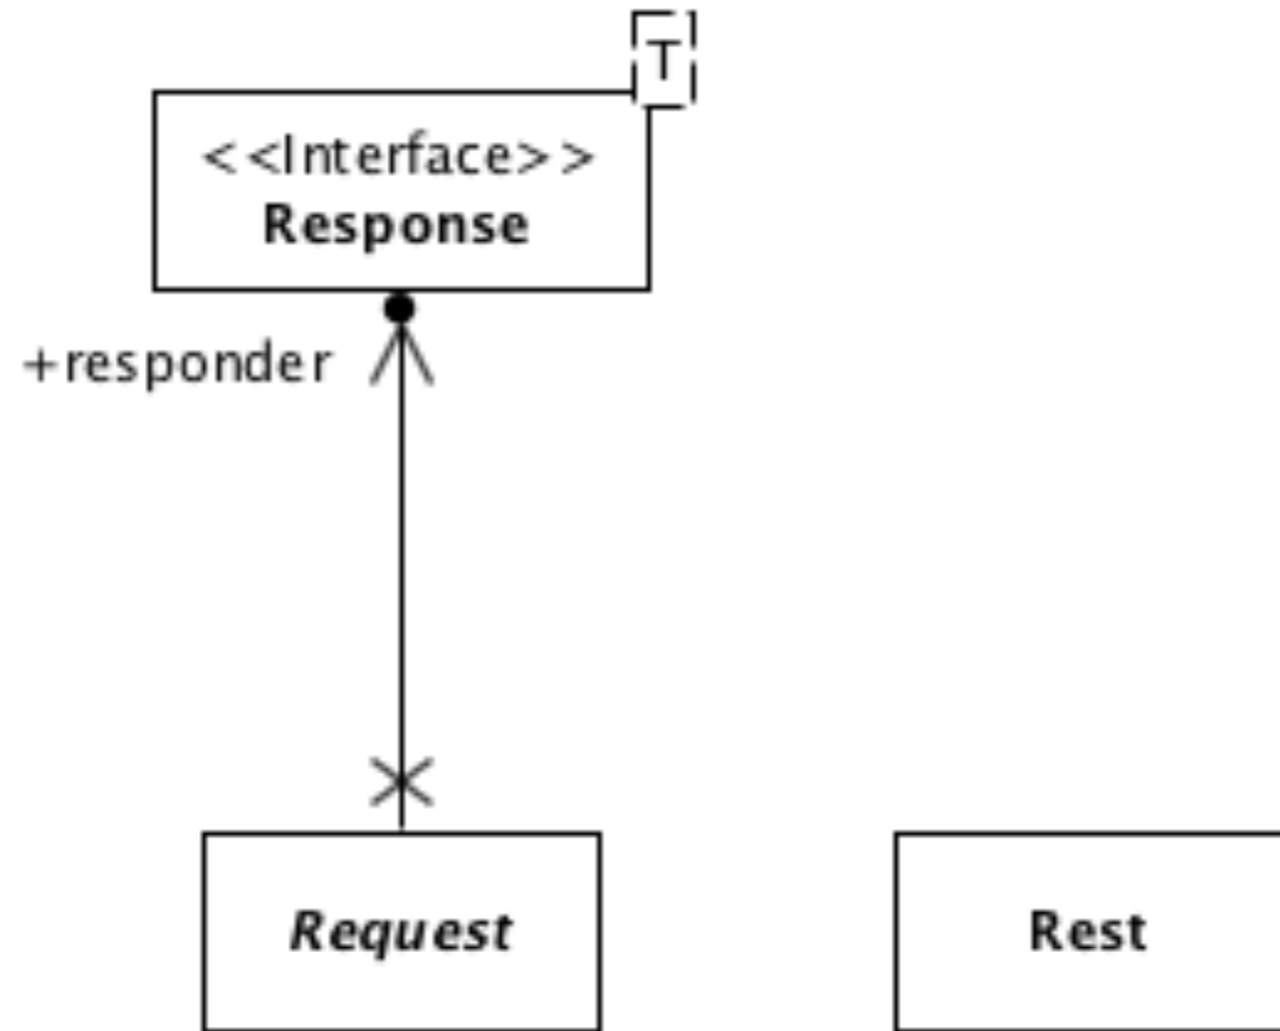 T
<<Interface>>
Response
+responder
Request
Rest